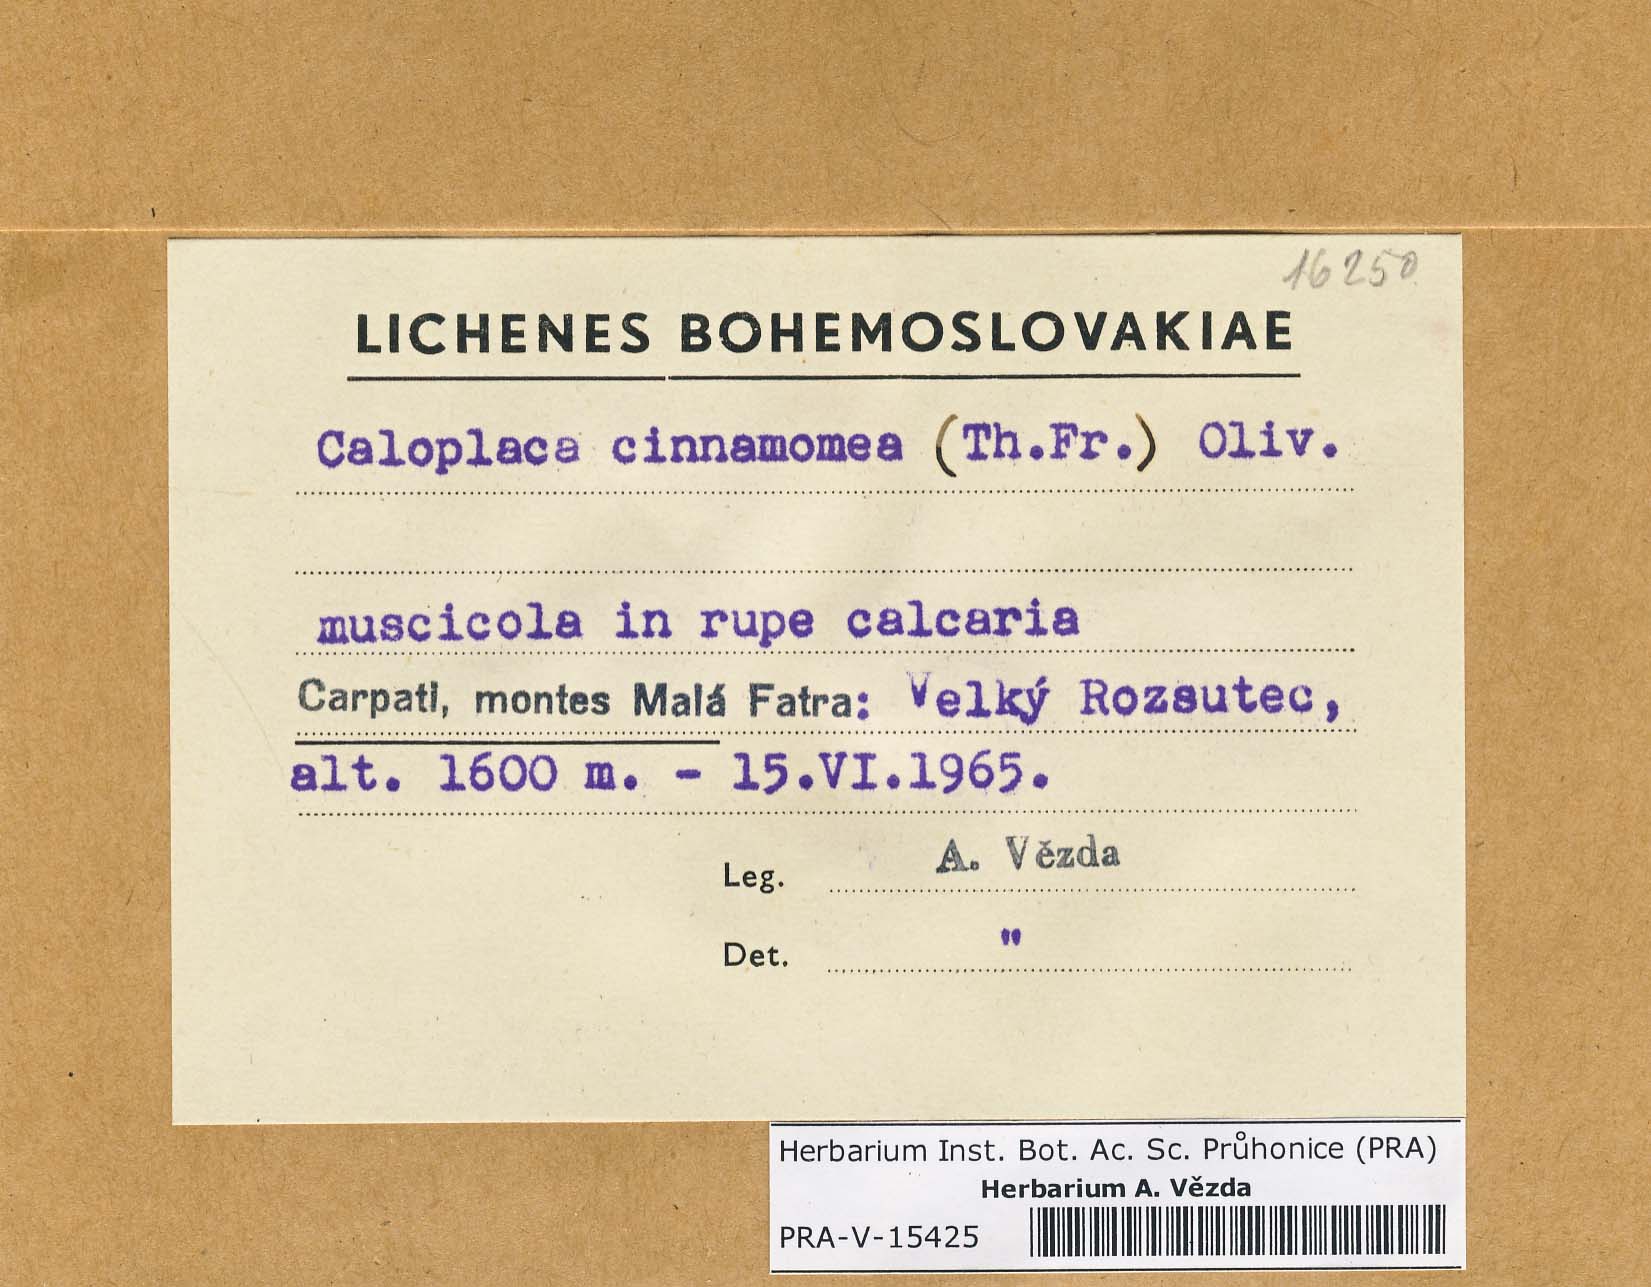 16250
LICHENES BOHEMOSLOVAKIAE
Caloplaca cinnamomea (Th.Fr.) Oliv.
muscicola in rupe calcaria
Carpati, montes Malá Fatra: Velký Rozsutec,
alt. 1600 m. - 15.VI.1965.
Leg. A. Vězda
Det. "
Herbarium Inst. Bot. Ac. Sc. Průhonice (PRA)
Herbarium A. Vězda
PRA-V-15425